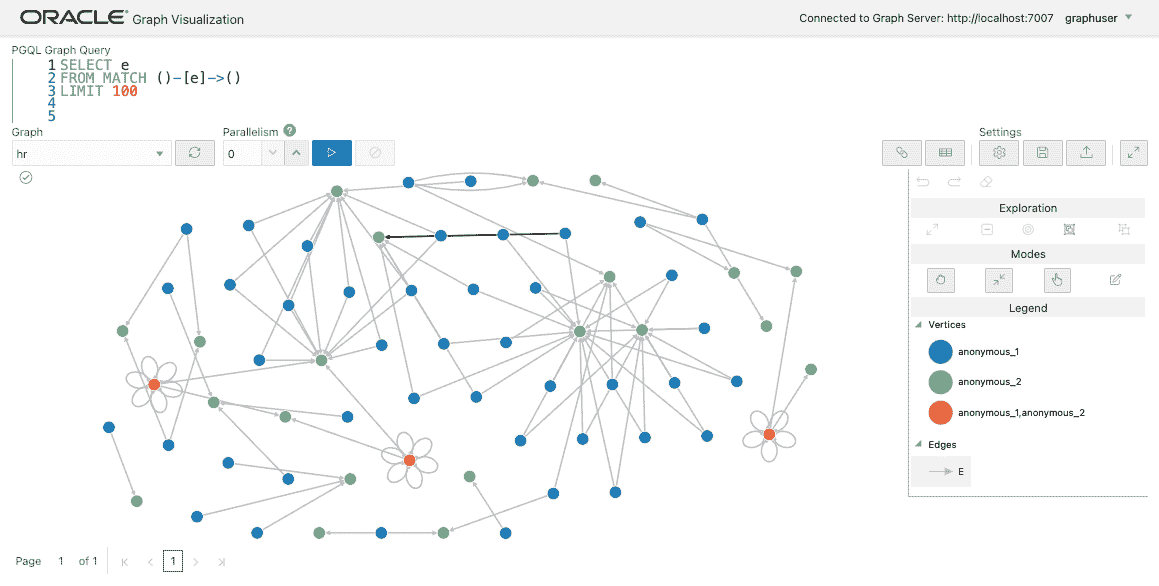 ORACLE® Graph Visualization
Connected to Graph Server: http://localhost:7007 graphuser
PGQL Graph Query
1 SELECT e
2 FROM MATCH ()-[e]->()
3 LIMIT 100
4
5
Graph
Parallelism ?
Settings
hr
0
Exploration
Modes
Legend
Vertices
anonymous_1
anonymous_2
anonymous_1,anonymous_2
Edges
E
Page 1 of 1 1